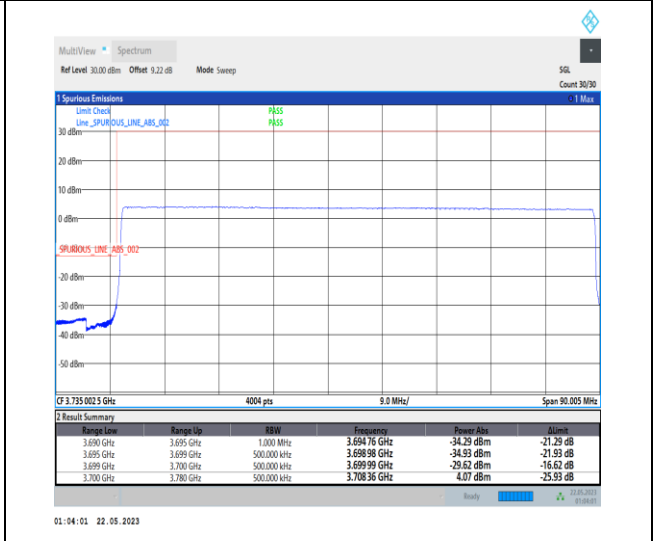 MultiView Spectrum
Ref Level 30.00 dBm Offset 9.22 dB Mode Sweep SGL
Count 30/30
1 Spurious Emissions 1 Max
Limit Check PASS
Line _SPURIOUS_LINE_ABS_002 PASS
30 dBm
20 dBm
10 dBm
0 dBm
_SPURIOUS_LINE_ABS_002
-20 dBm
-30 dBm
-40 dBm
-50 dBm
CF 3.735 002 5 GHz 4004 pts 9.0 MHz/ Span 90.005 MHz
2 Result Summary
Range Low Range Up RBW Frequency Power Abs ΔLimit
3.690 GHz 3.695 GHz 1.000 MHz 3.694 76 GHz -34.29 dBm -21.29 dB
3.695 GHz 3.699 GHz 500.000 kHz 3.698 98 GHz -34.93 dBm -21.93 dB
3.699 GHz 3.700 GHz 500.000 kHz 3.699 99 GHz -29.62 dBm -16.62 dB
3.700 GHz 3.780 GHz 500.000 kHz 3.708 36 GHz 4.07 dBm -25.93 dB
Ready 22.05.2023
01:04:01
01:04:01 22.05.2023